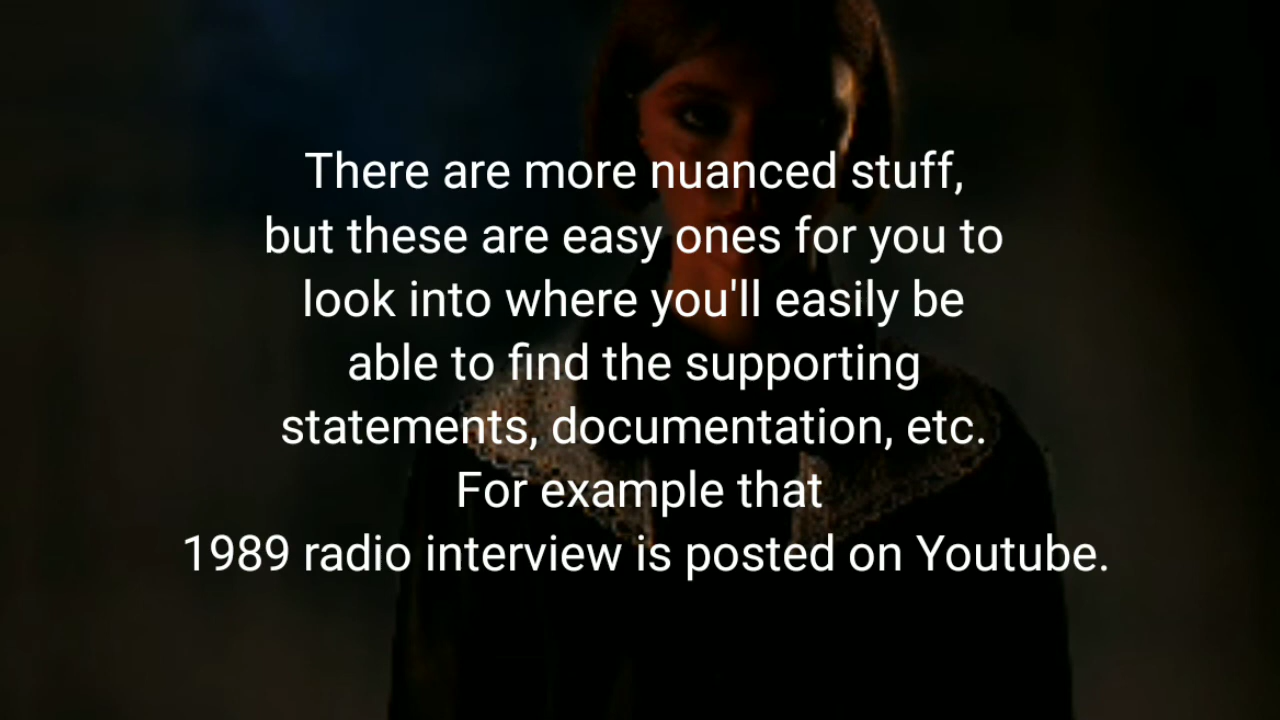 There are more nuanced stuff,
but these are easy ones for you to
look into where you'll easily be
able to find the supporting
statements, documentation, etc.
For example that
1989 radio interview is posted on Youtube.